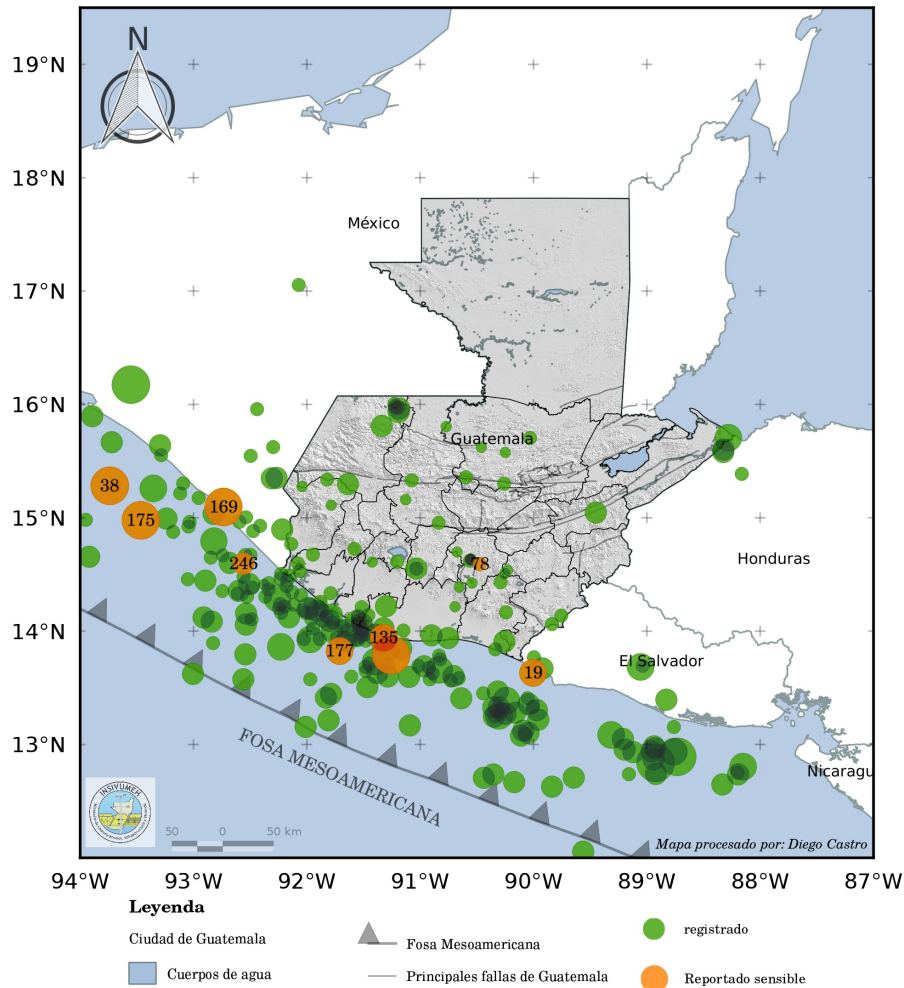 N
19°N
18°N
México
17°N
16°N
Guatemala
38
169
175
15°N
246
78
Honduras
14°N
135
177
19
El Salvador
13°N
FOSA MESOAMERICANA
Nicaragu
INSIVUMEH
50
0
50 km
Mapa procesado por: Diego Castro
94°W
93°W
92°W
91°W
90°W
89°W
88°W
87°W
Leyenda
Ciudad de Guatemala
Cuerpos de agua
Fosa Mesoamericana
Principales fallas de Guatemala
registrado
Reportado sensible